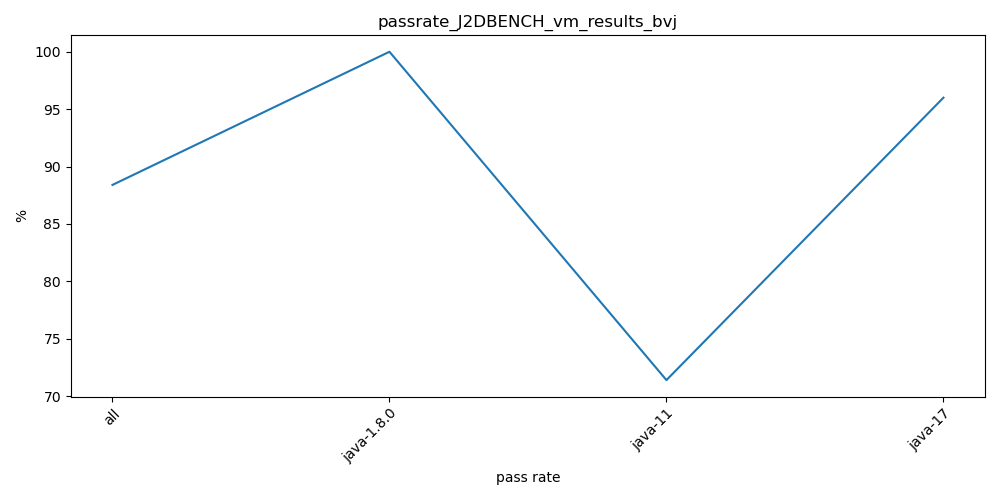 passrate_J2DBENCH_vm_results_bvj
100
95
90
85
80
75
70
%
all
java-1.8.0
java-11
java-17
pass rate